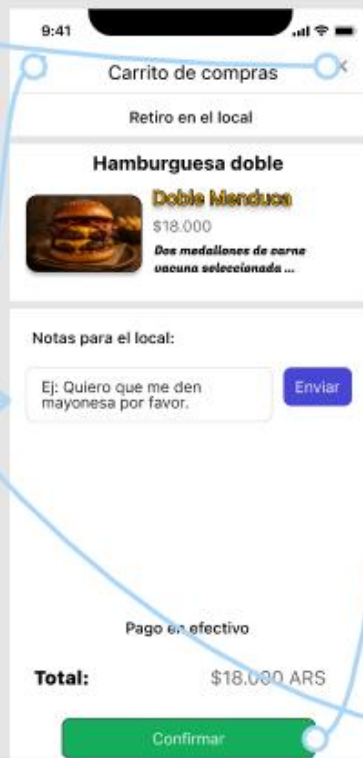 9:41
Carrito de compras
Retiro en el local
Hamburguesa doble
Doble Menduca
$18.000
Dos medallones de carne
vacuna seleccionada ...
Notas para el local:
Ej: Quiero que me den
mayonesa por favor.
Enviar
Pago en efectivo
Total:
$18.000 ARS
Confirmar